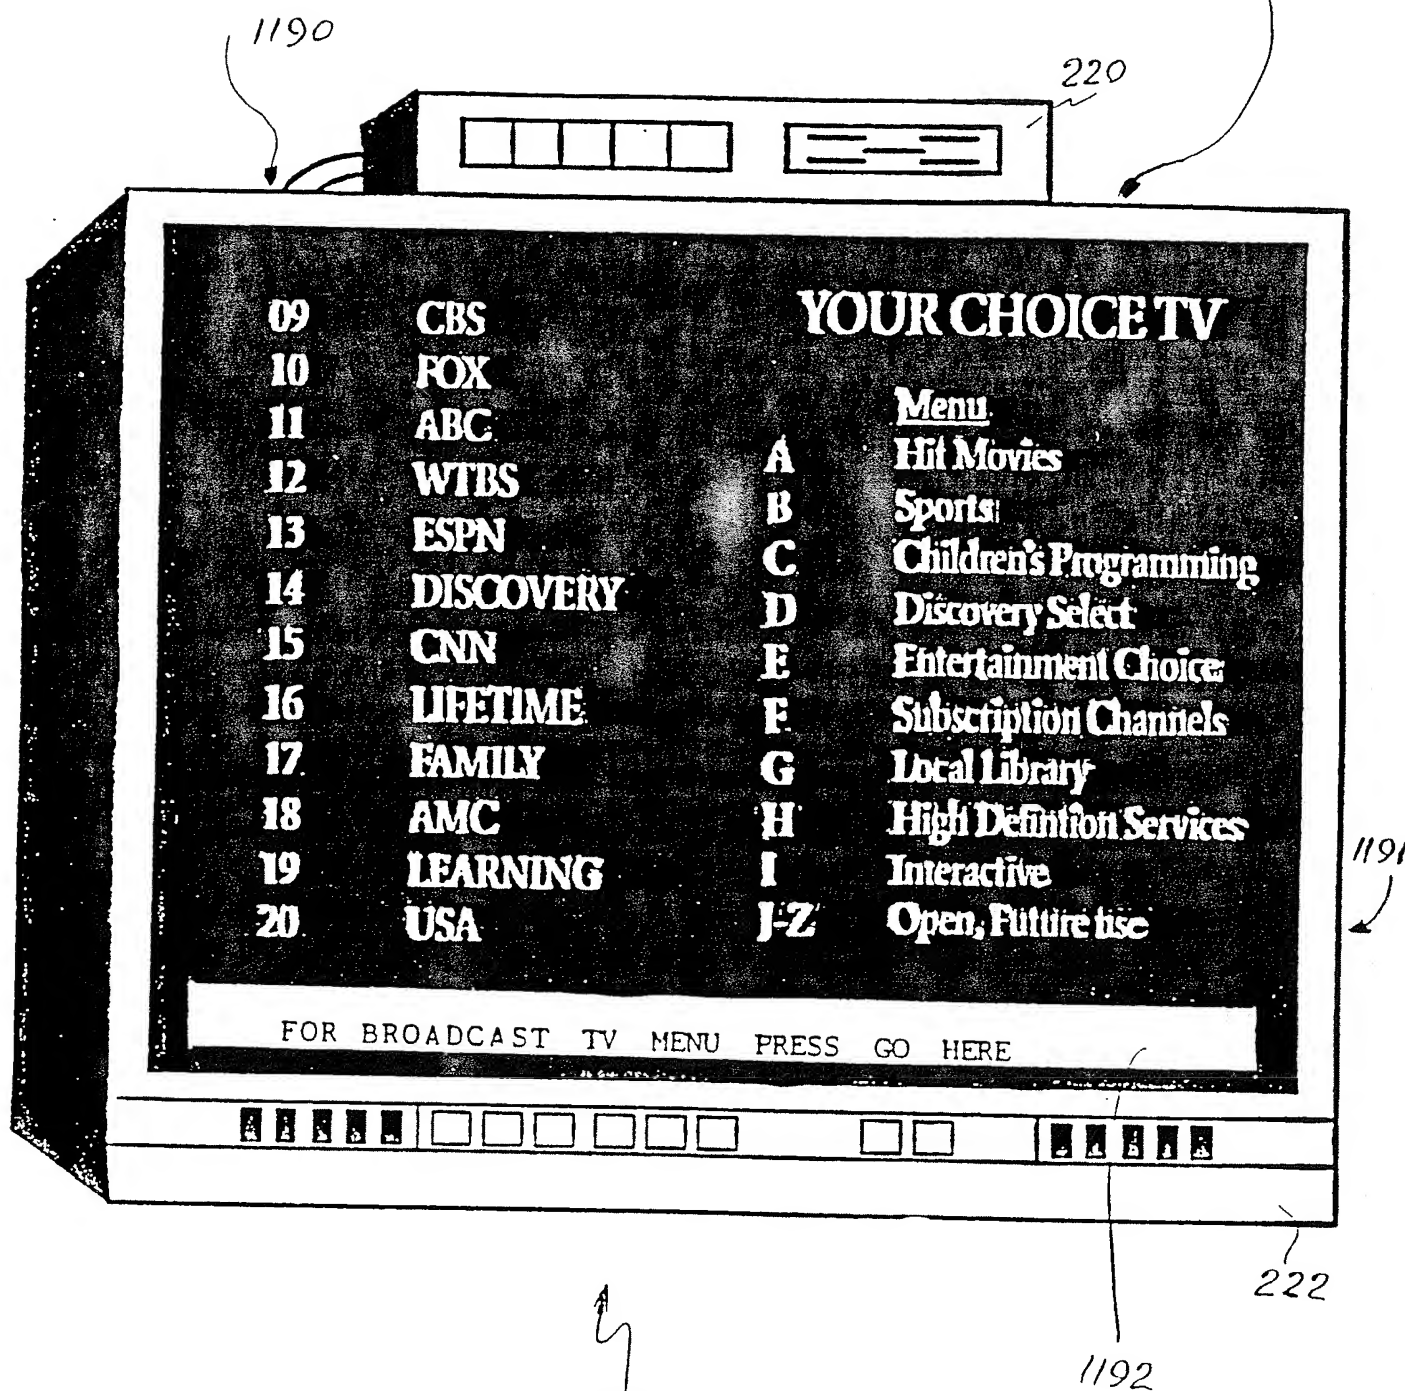 1190
220
09 CBS
10 FOX
11 ABC
12 WTBS
13 ESPN
14 DISCOVERY
15 CNN
16 LIFETIME
17 FAMILY
18 AMC
19 LEARNING
20 USA
YOUR CHOICE TV
Menu
A Hit Movies
B Sports
C Children's Programming
D Discovery Select
E Entertainment Choice
F Subscription Channels
G Local Library
H High Defintion Services
I Interactive
J-Z Open, Future use
1191
FOR BROADCAST TV MENU PRESS GO HERE
222
1192